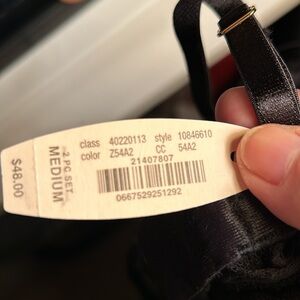 class 40220113 style 10846610
color Z54A2 CC 54A2
21407807
0667529251292
2 PC SET
MEDIUM
$48.00